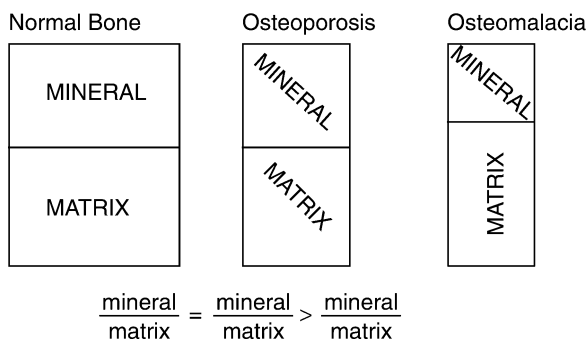 Normal Bone
Osteoporosis
Osteomalacia
MINERAL
MINERAL
MINERAL
MATRIX
MATRIX
MATRIX
mineral/matrix = mineral/matrix > mineral/matrix